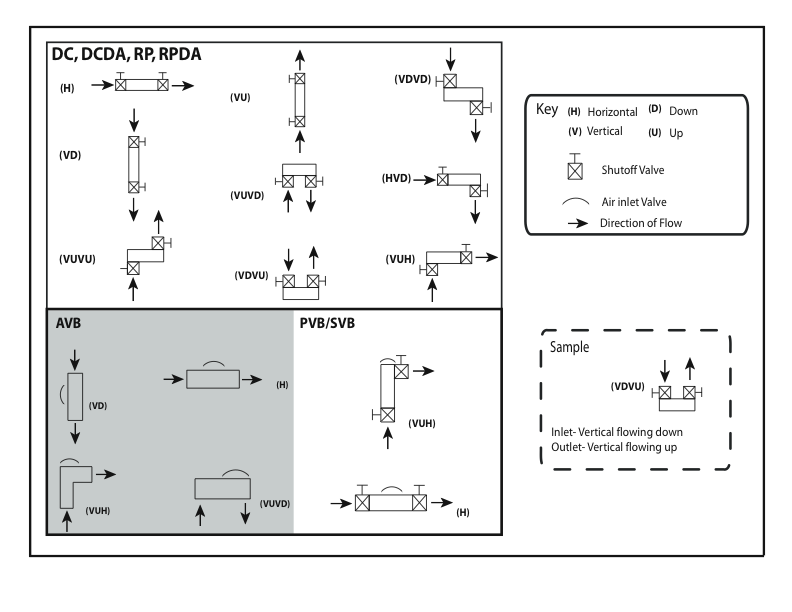 DC, DCDA, RP, RPDA
(H)
(VU)
(VDVD)
(VD)
(VUVD)
(HVD)
(VUVU)
(VDVU)
(VUH)
AVB
(VD)
(H)
(VUH)
(VUVD)
PVB/SVB
(VUH)
(H)
Key (H) Horizontal (D) Down
(V) Vertical (U) Up
Shutoff Valve
Air inlet Valve
Direction of Flow
Sample
(VDVU)
Inlet- Vertical flowing down
Outlet- Vertical flowing up